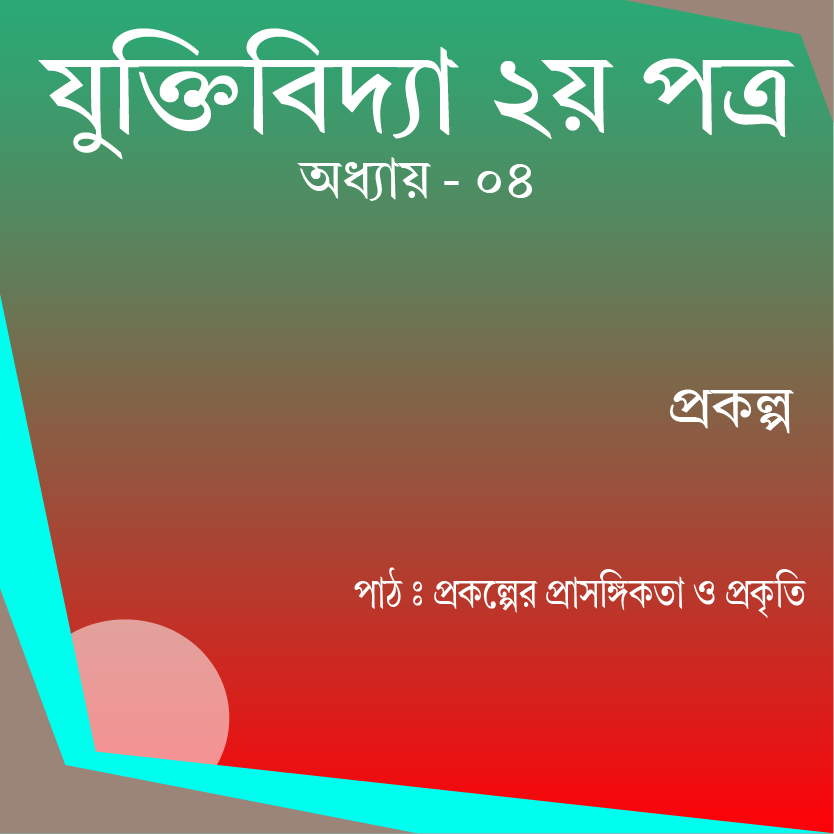 যুক্তিবিদ্যা ২য় পত্র
অধ্যায় - ০৪
প্রকল্প
পাঠ ঃ প্রকল্পের প্রাসঙ্গিকতা ও প্রকৃতি